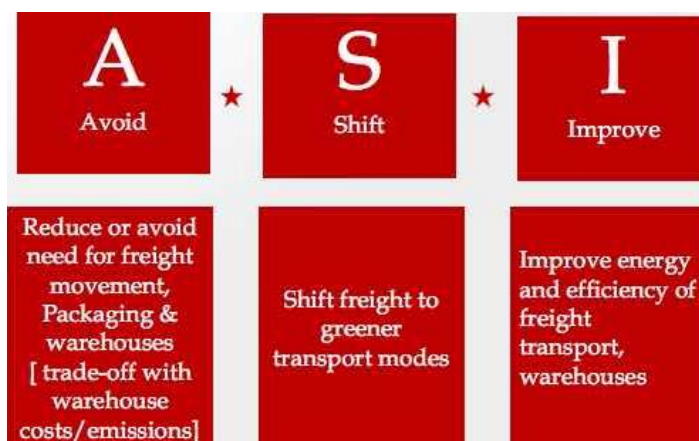 A
Avoid
S
Shift
I
Improve
Reduce or avoid
need for freight
movement,
Packaging &
warehouses
[ trade-off with
warehouse
costs/emissions]
Shift freight to
greener
transport modes
Improve energy
and efficiency of
freight
transport,
warehouses